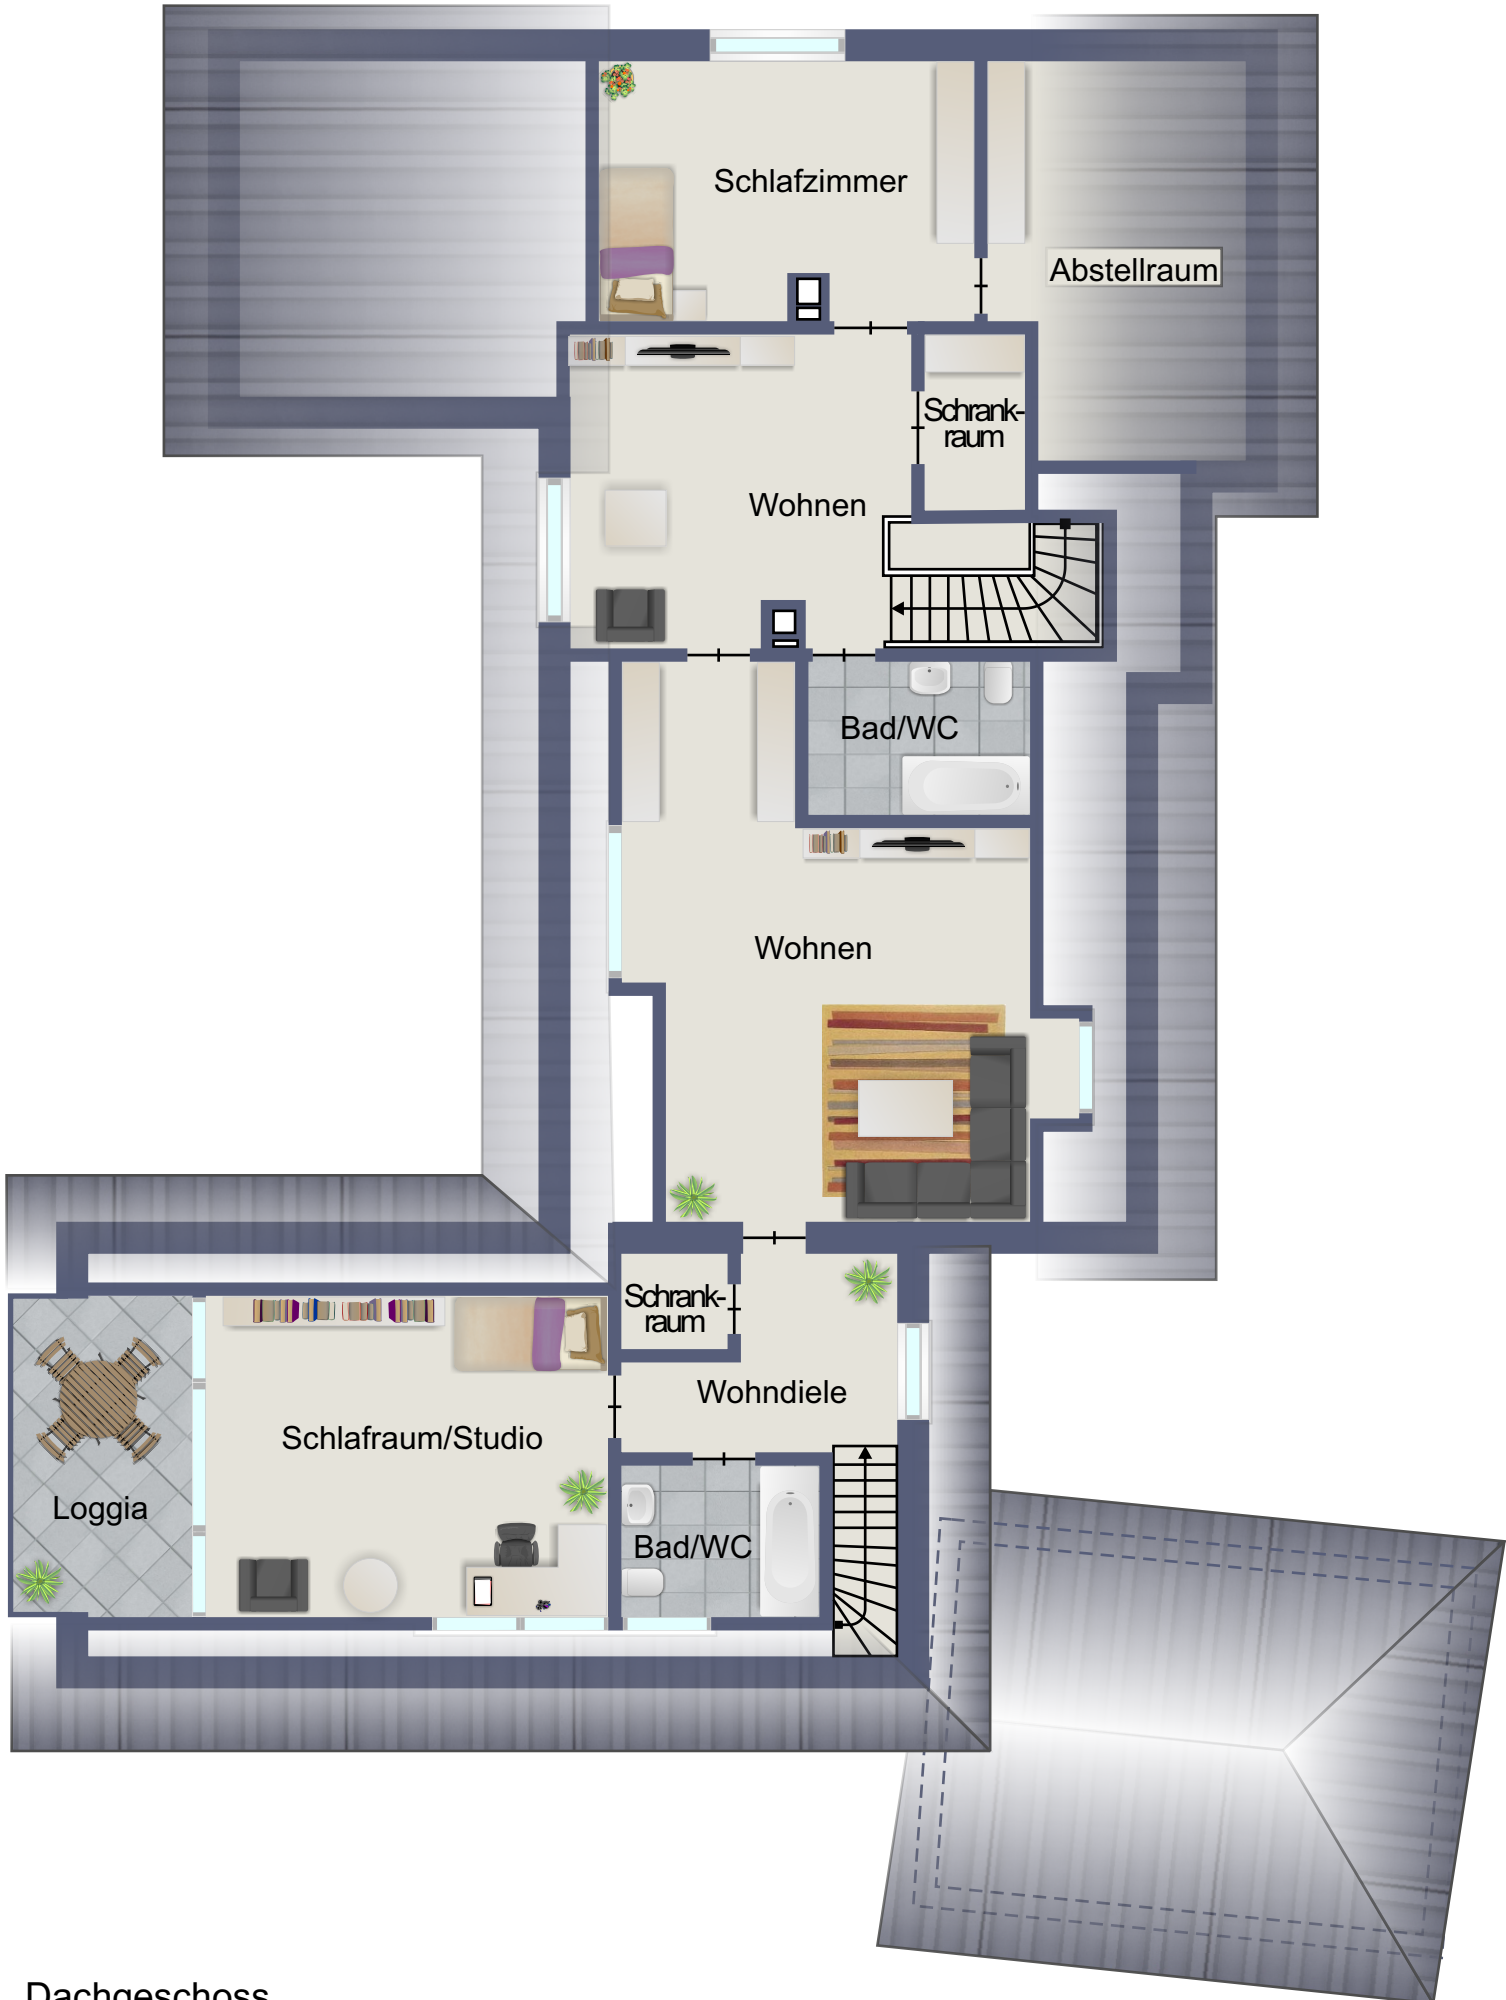 Schlafzimmer
Abstellraum
Schrank-
raum
Wohnen
Bad/WC
Wohnen
Schrank-
raum
Wohndiele
Schlafraum/Studio
Loggia
Bad/WC
Dachgeschoss